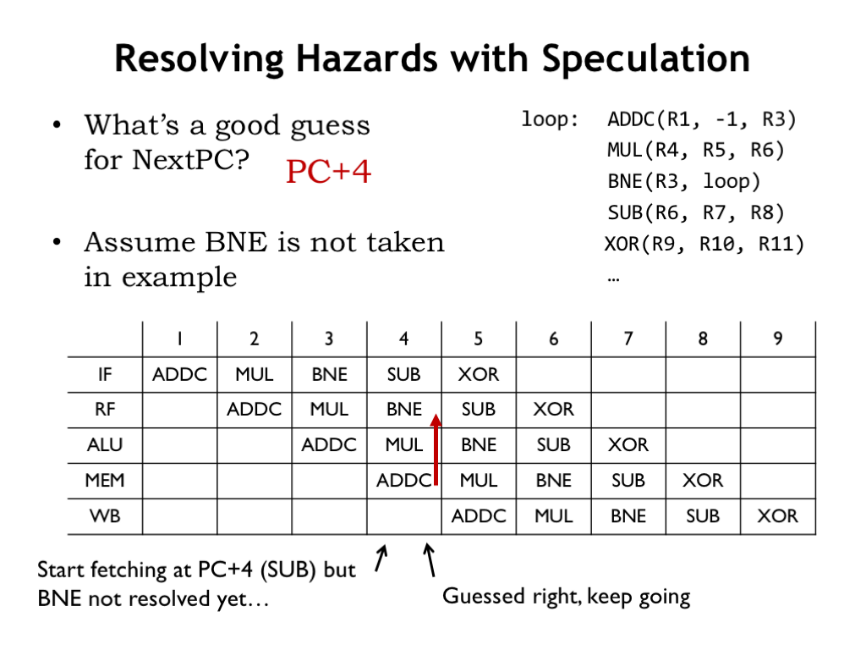 Resolving Hazards with Speculation
• What's a good guess
for NextPC? PC+4
• Assume BNE is not taken
in example
loop: ADDC(R1, -1, R3)
MUL(R4, R5, R6)
BNE(R3, loop)
SUB(R6, R7, R8)
XOR(R9, R10, R11)
…
1 2 3 4 5 6 7 8 9
IF ADDC MUL BNE SUB XOR
RF ADDC MUL BNE SUB XOR
ALU ADDC MUL BNE SUB XOR
MEM ADDC MUL BNE SUB XOR
WB ADDC MUL BNE SUB XOR
Start fetching at PC+4 (SUB) but
BNE not resolved yet…
Guessed right, keep going